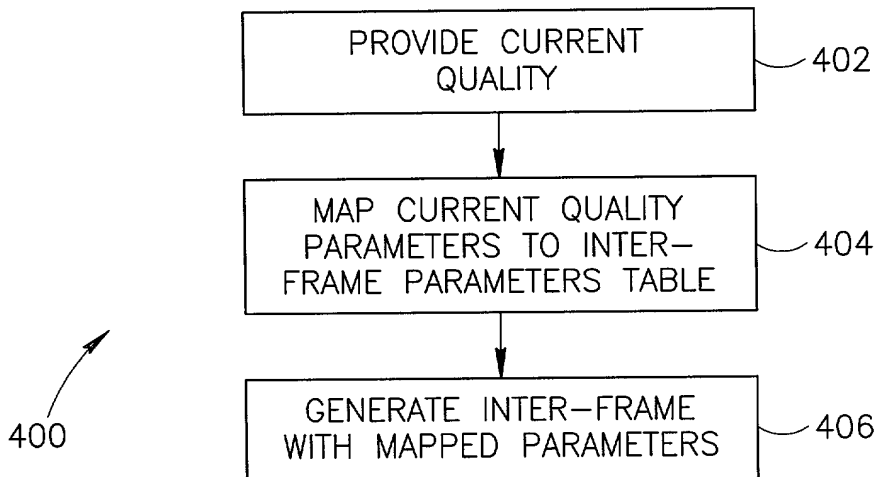 PROVIDE CURRENT
QUALITY
402
MAP CURRENT QUALITY
PARAMETERS TO INTER-
FRAME PARAMETERS TABLE
404
GENERATE INTER-FRAME
WITH MAPPED PARAMETERS
406
400